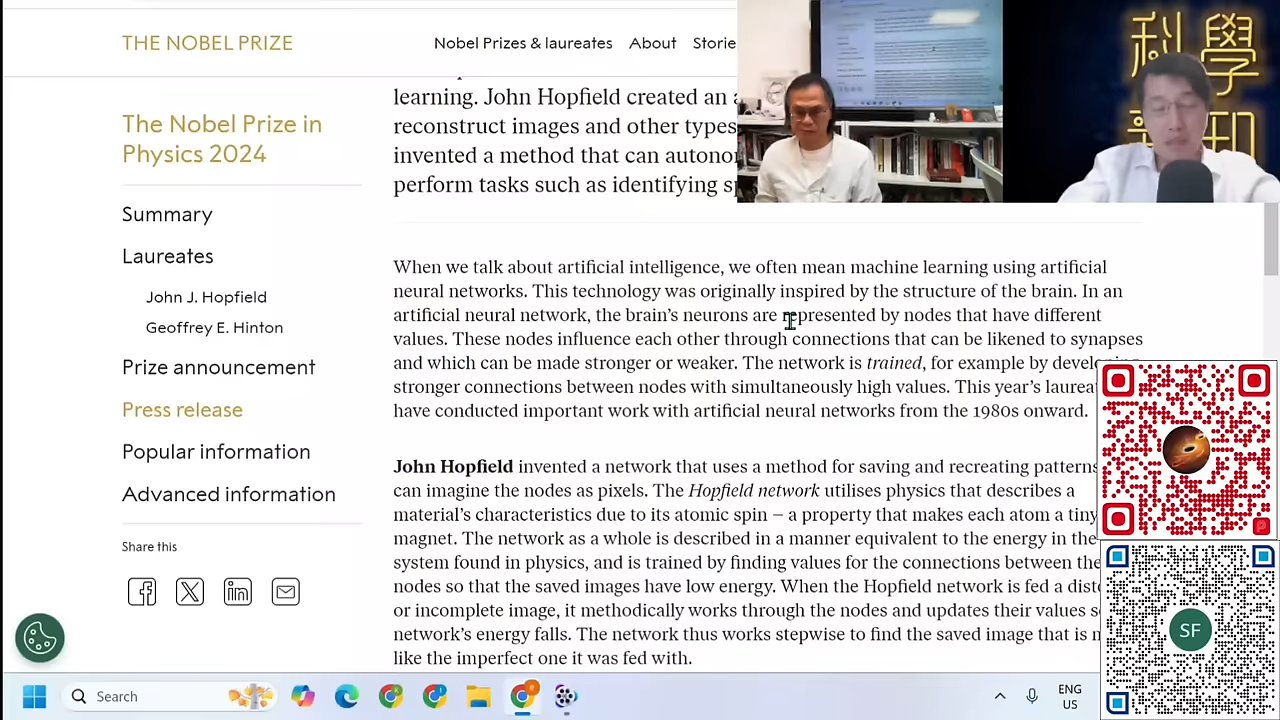 THE NOBEL PRIZE
Nobel Prizes & laureates About Storie
The Nobel Prize in
Physics 2024
Summary
Laureates
John J. Hopfield
Geoffrey E. Hinton
Prize announcement
Press release
Popular information
Advanced information
Share this
learning. John Hopfield created an a
reconstruct images and other types
invented a method that can autonor
perform tasks such as identifying sp
When we talk about artificial intelligence, we often mean machine learning using artificial
neural networks. This technology was originally inspired by the structure of the brain. In an
artificial neural network, the brain's neurons are represented by nodes that have different
values. These nodes influence each other through connections that can be likened to synapses
and which can be made stronger or weaker. The network is trained, for example by developing
stronger connections between nodes with simultaneously high values. This year's laureat
have conducted important work with artificial neural networks from the 1980s onward.
John Hopfield invented a network that uses a method for saving and recreating patterns.
can imagine the nodes as pixels. The Hopfield network utilises physics that describes a
material's characteristics due to its atomic spin – a property that makes each atom a tiny
magnet. The network as a whole is described in a manner equivalent to the energy in the
system found in physics, and is trained by finding values for the connections between the
nodes so that the saved images have low energy. When the Hopfield network is fed a disto
or incomplete image, it methodically works through the nodes and updates their values s
network's energy falls. The network thus works stepwise to find the saved image that is m
like the imperfect one it was fed with.
科學
新知
SF
Search
ENG
US